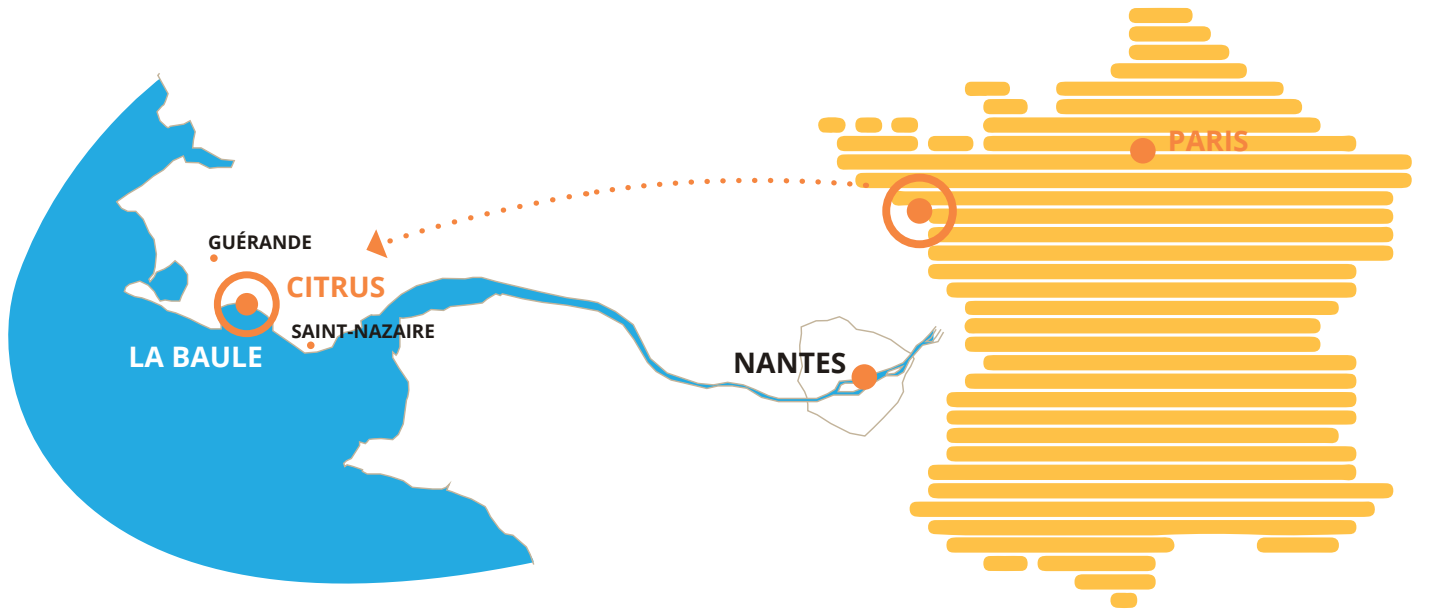 PARIS
GUÉRANDE
CITRUS
SAINT-NAZAIRE
LA BAULE
NANTES